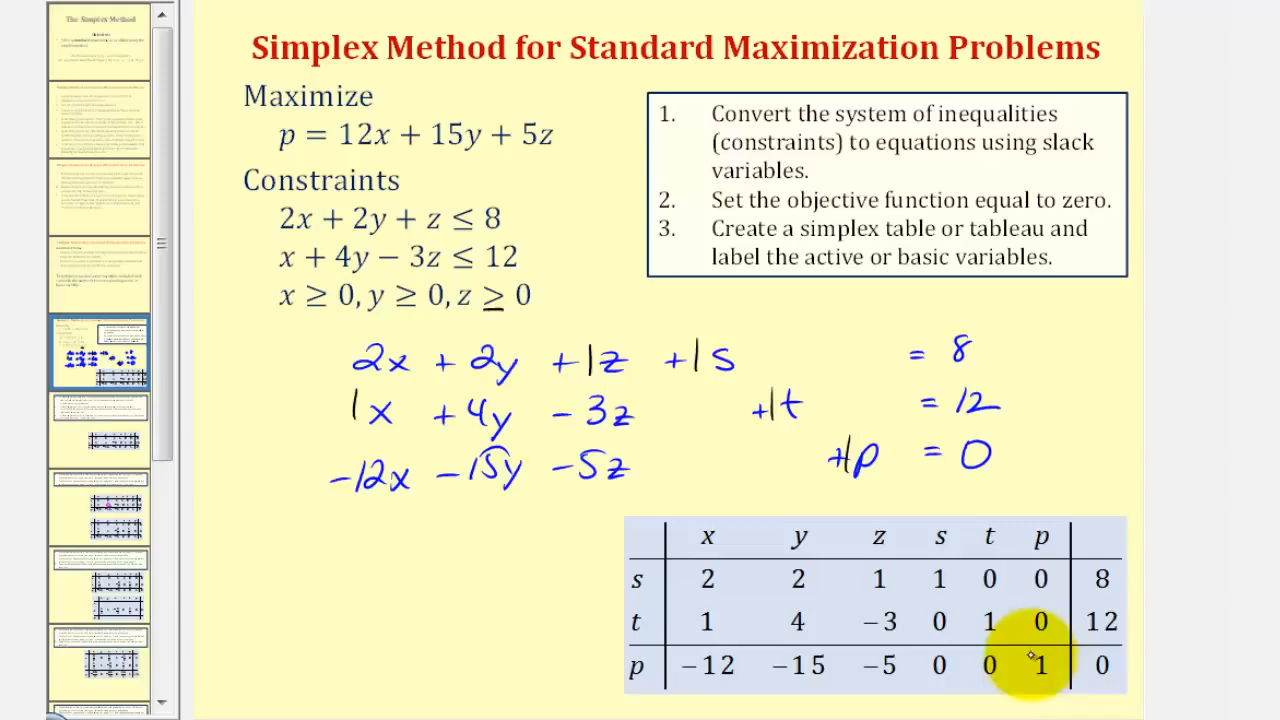 The Simplex Method
Simplex Method for Standard Maximization Problems
Maximize
p = 12x + 15y + 5z
Constraints
2x + 2y + z ≤ 8
x + 4y − 3z ≤ 12
x ≥ 0, y ≥ 0, z ≥ 0
1. Convert the system of inequalities
(constraints) to equations using slack
variables.
2. Set the objective function equal to zero.
3. Create a simplex table or tableau and
label the active or basic variables.
2x + 2y + 1z + 1s = 8
1x + 4y − 3z + 1t = 12
−12x − 15y − 5z + 1p = 0
x y z s t p
s 2 2 1 1 0 0 8
t 1 4 −3 0 1 0 12
p −12 −15 −5 0 0 1 0